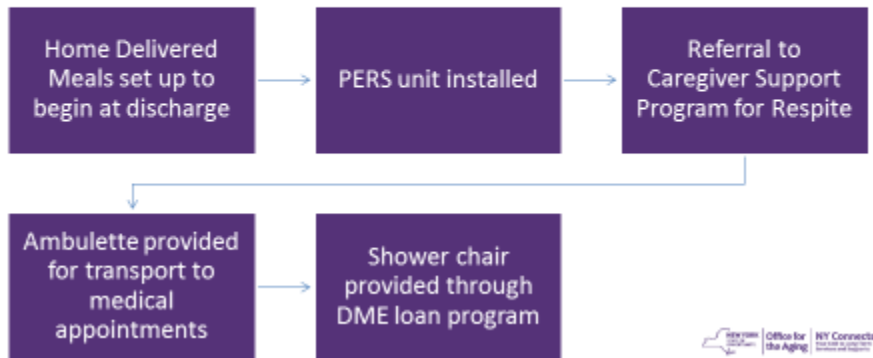 Home Delivered
Meals set up to
begin at discharge
PERS unit installed
Referral to
Caregiver Support
Program for Respite
Ambulette provided
for transport to
medical
appointments
Shower chair
provided through
DME loan program
NEW YORK
Office for
the Aging
NY Connects